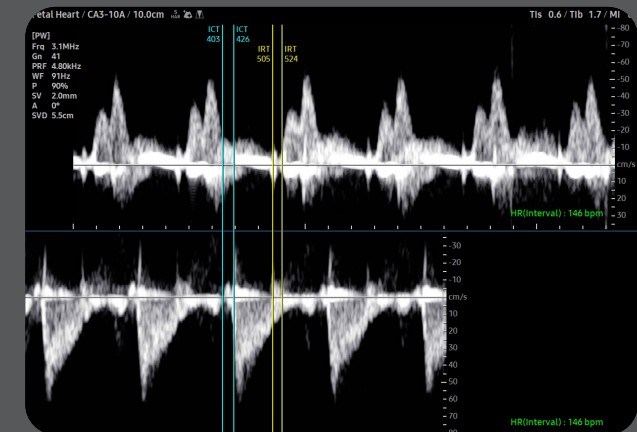 etal Heart / CA3-10A / 10.0cm
TIs 0.6 / TIb 1.7 / MI
[PW]
Frq 3.1MHz
Gn 41
PRF 4.80kHz
WF 91Hz
P 90%
SV 2.0mm
A 0°
SVD 5.5cm
ICT ICT
403 426
IRT IRT
505 524
-80
-70
-60
-50
-40
-30
-20
-10
cm/s
10
20
30
HR(Interval) : 146 bpm
-30
-20
-10
cm/s
10
20
30
40
50
60
70
80
HR(Interval) : 146 bpm